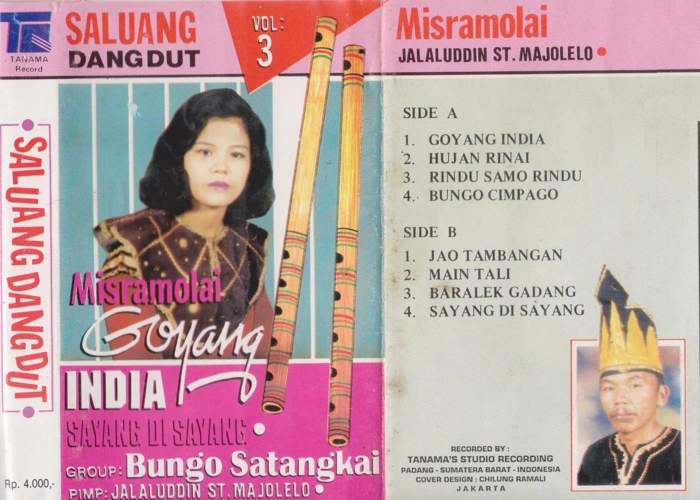 TANAMA
Record
SALUANG DANGDUT
Rp. 4.000,-
SALUANG
DANGDUT
VOL:
3
Misramolai
Goyang
INDIA
SAYANG DI SAYANG
GROUP: Bungo Satangkai
PIMP: JALALUDDIN ST. MAJOLELO
Misramolai
JALALUDDIN ST. MAJOLELO
SIDE A
1. GOYANG INDIA
2. HUJAN RINAI
3. RINDU SAMO RINDU
4. BUNGO CIMPAGO
SIDE B
1. JAO TAMBANGAN
2. MAIN TALI
3. BARALEK GADANG
4. SAYANG DI SAYANG
RECORDED BY :
TANAMA'S STUDIO RECORDING
PADANG - SUMATERA BARAT - INDONESIA
COVER DESIGN : CHILUNG RAMALI
JAKARTA